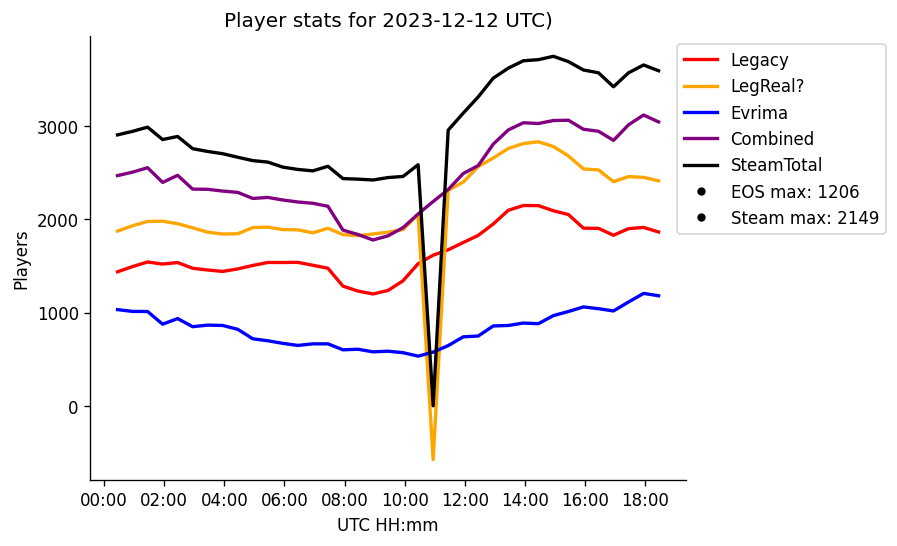 Player stats for 2023-12-12 UTC)
Legacy
LegReal?
Evrima
Combined
SteamTotal
EOS max: 1206
Steam max: 2149
Players
3000
2000
1000
0
00:00 02:00 04:00 06:00 08:00 10:00 12:00 14:00 16:00 18:00
UTC HH:mm